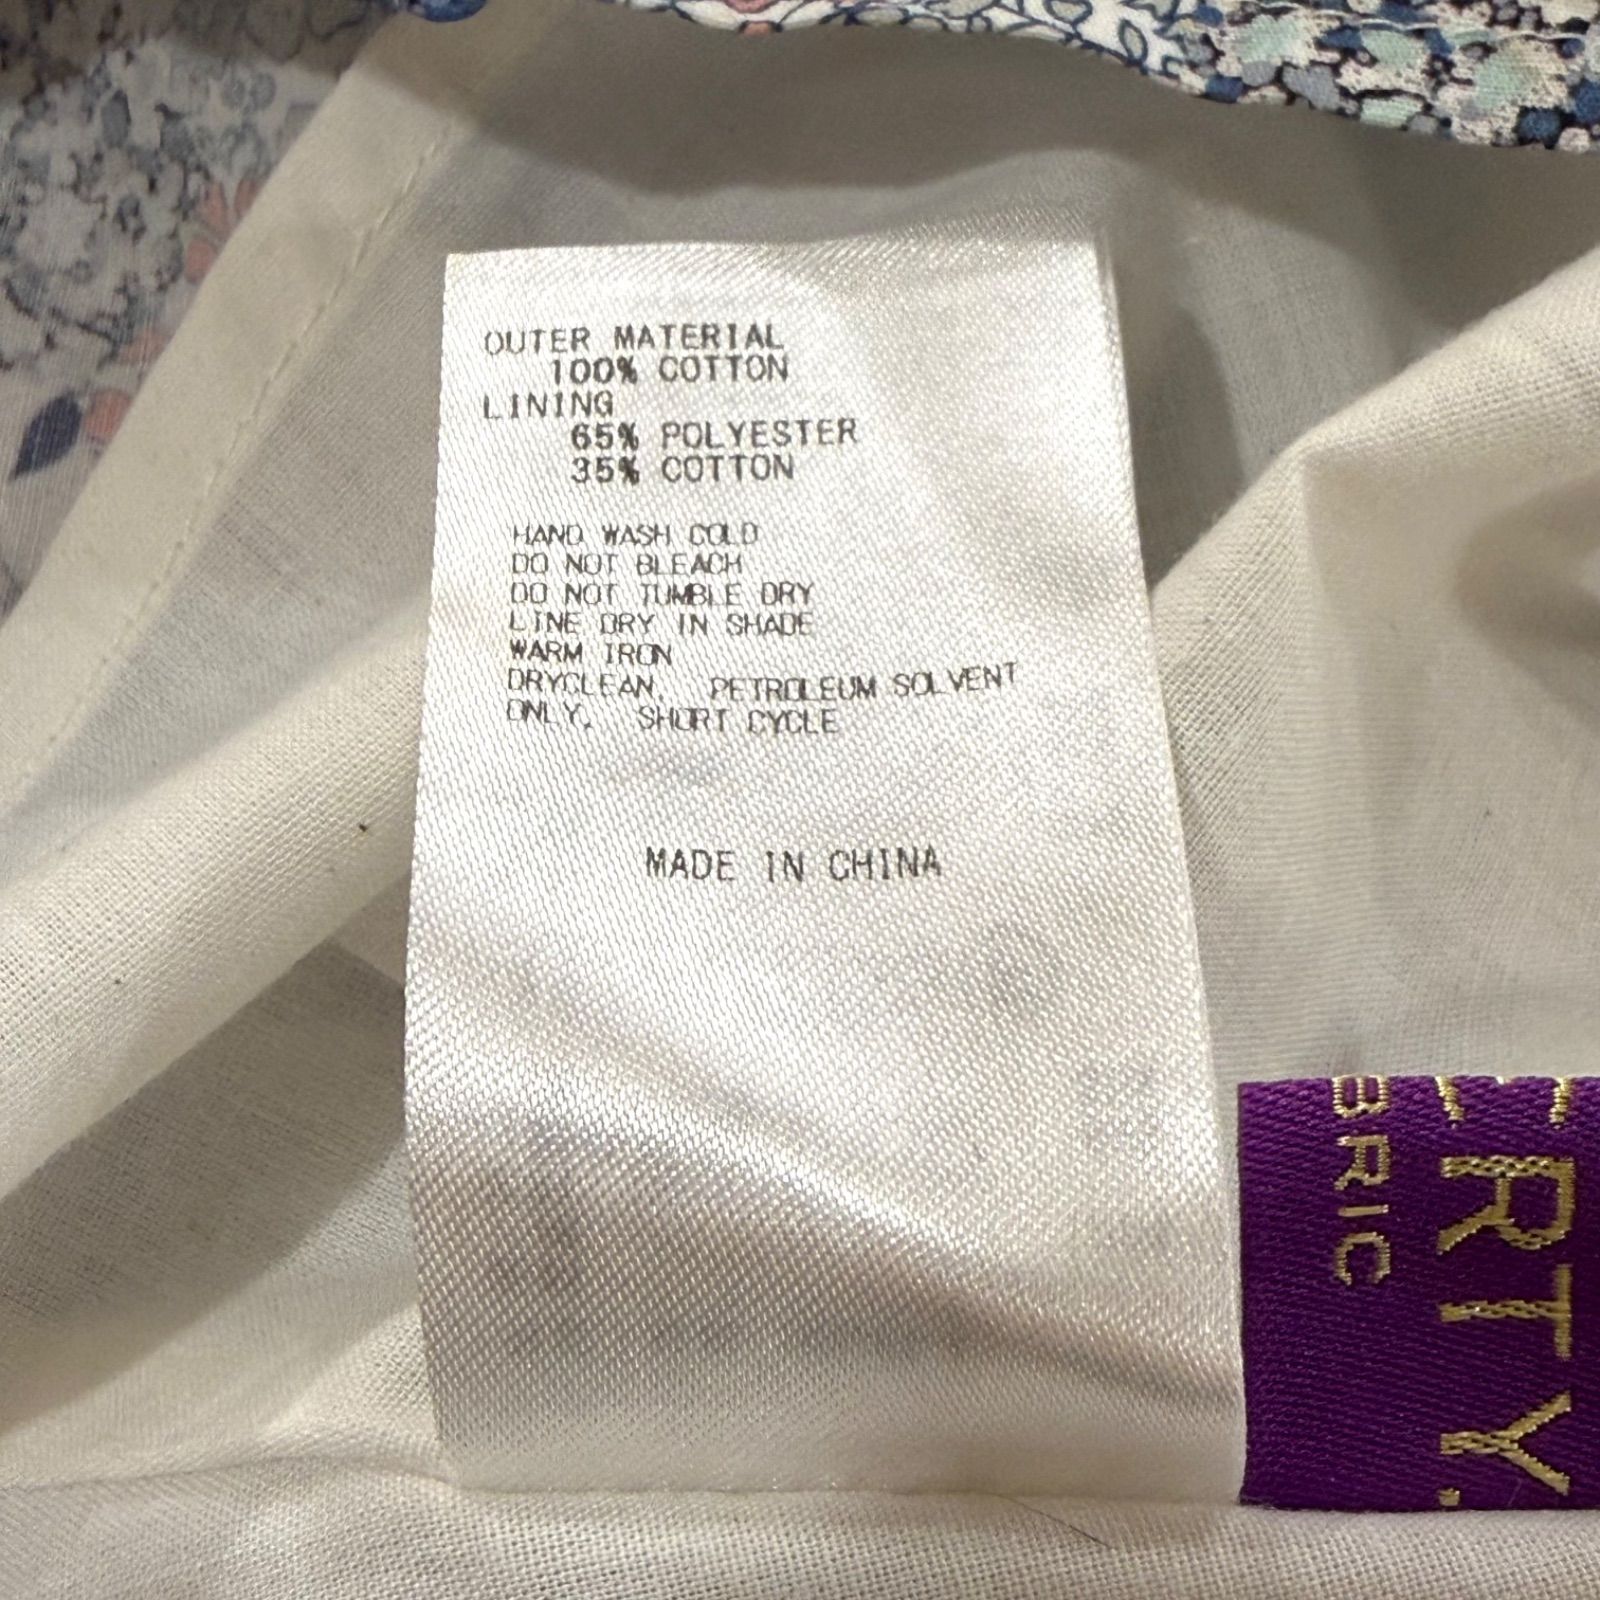 OUTER MATERIAL
100% COTTON
LINING
65% POLYESTER
35% COTTON
HAND WASH COLD
DO NOT BLEACH
DO NOT TUMBLE DRY
LINE DRY IN SHADE
WARM IRON
DRYCLEAN, PETROLEUM SOLVENT
ONLY, SHORT CYCLE
MADE IN CHINA
ERTY.
BRIC